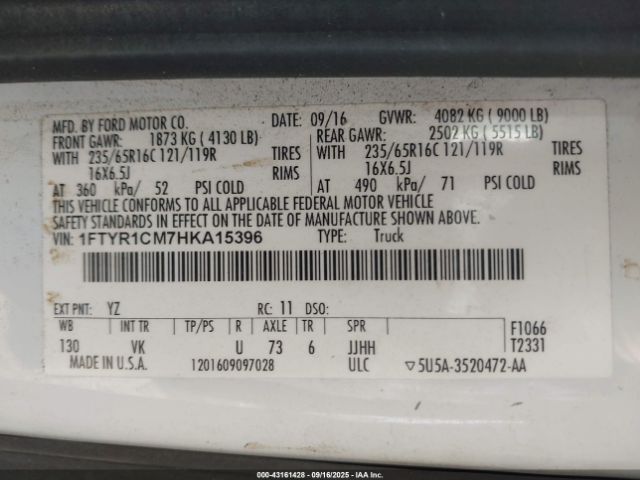 MFD. BY FORD MOTOR CO. DATE: 09/16 GVWR: 4082 KG ( 9000 LB)
FRONT GAWR: 1873 KG ( 4130 LB) REAR GAWR: 2502 KG ( 5515 LB)
WITH 235/65R16C 121/119R TIRES WITH 235/65R16C 121/119R TIRES
16X6.5J RIMS 16X6.5J RIMS
AT 360 kPa/ 52 PSI COLD AT 490 kPa/ 71 PSI COLD
THIS VEHICLE CONFORMS TO ALL APPLICABLE FEDERAL MOTOR VEHICLE
SAFETY STANDARDS IN EFFECT ON THE DATE OF MANUFACTURE SHOWN ABOVE.
VIN: 1FTYR1CM7HKA15396 TYPE: Truck
EXT PNT: YZ RC: 11 DSO:
WB INT TR TP/PS R AXLE TR SPR F1066
130 VK U 73 6 JJHH T2331
MADE IN U.S.A. 1201609097028 ULC ▽5U5A-3520472-AA
000-43161428 - 09/16/2025 - IAA Inc.